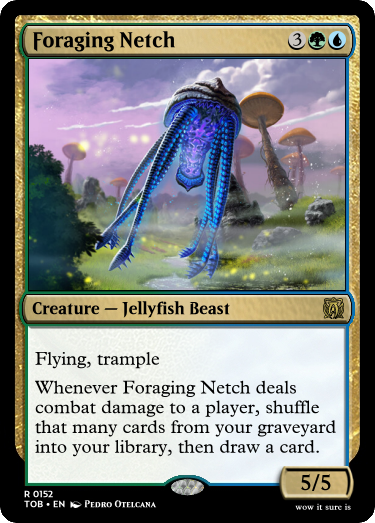 Foraging Netch 3
Creature — Jellyfish Beast
Flying, trample
Whenever Foraging Netch deals
combat damage to a player, shuffle
that many cards from your graveyard
into your library, then draw a card.
5/5
R 0152
TOB • EN Pedro Otelcana
wow it sure is